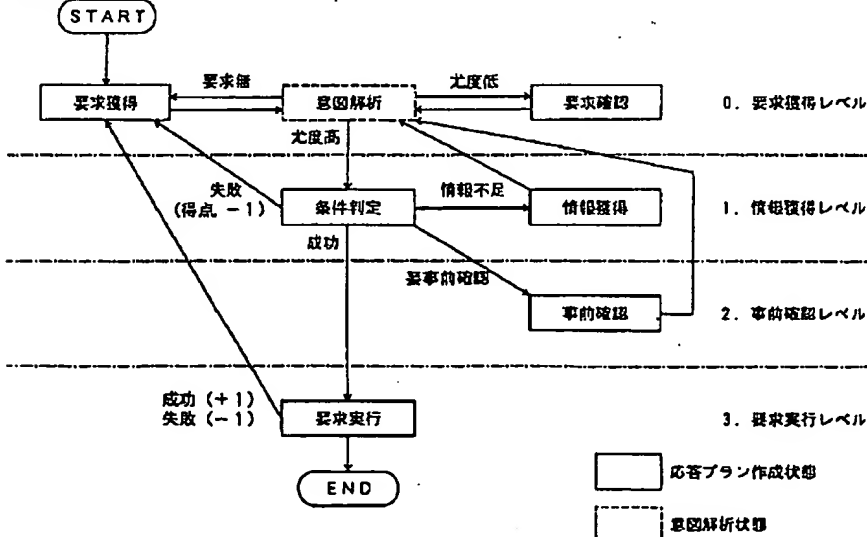 START
要求無
尤度低
要求獲得
意図解析
要求確認
0. 要求獲得レベル
尤度高
失敗
(得点 -1)
情報不足
条件判定
情報獲得
1. 情報獲得レベル
成功
要事前確認
事前確認
2. 事前確認レベル
成功 (+1)
失敗 (-1)
要求実行
3. 要求実行レベル
END
応答プラン作成状態
意図解析状態